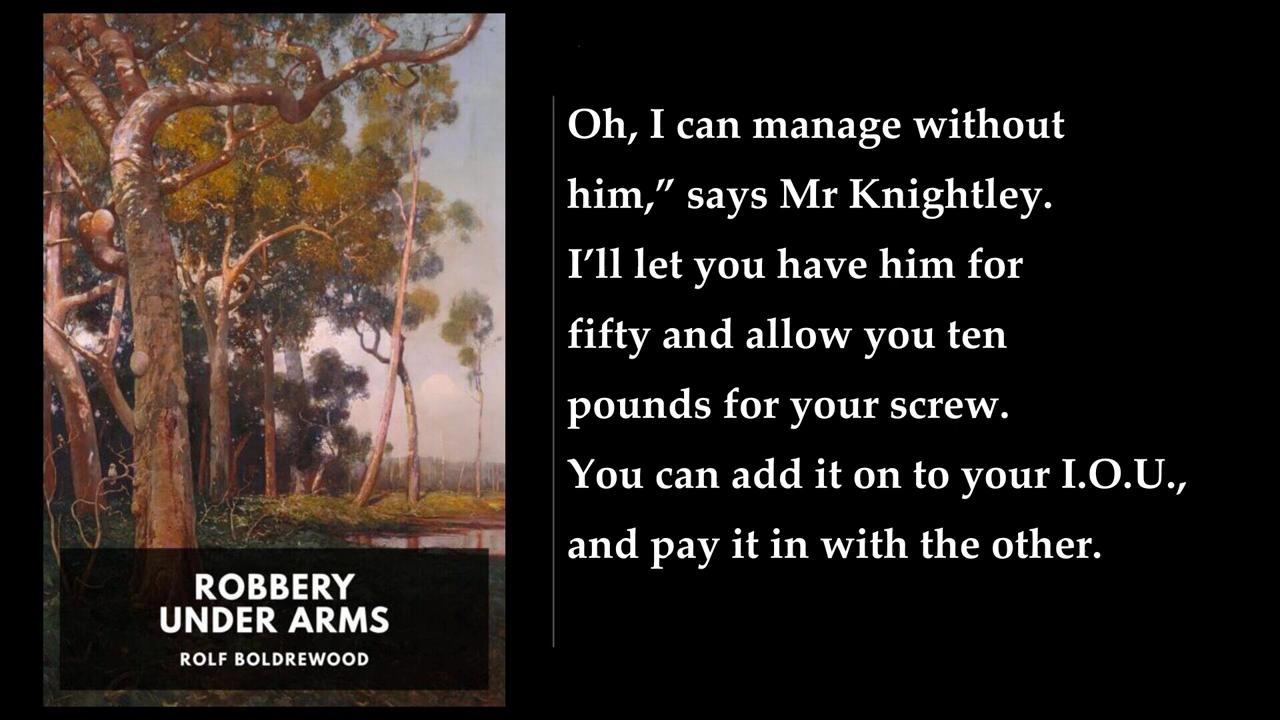 ROBBERY
UNDER ARMS
ROLF BOLDREWOOD
Oh, I can manage without
him,” says Mr Knightley.
I’ll let you have him for
fifty and allow you ten
pounds for your screw.
You can add it on to your I.O.U.,
and pay it in with the other.